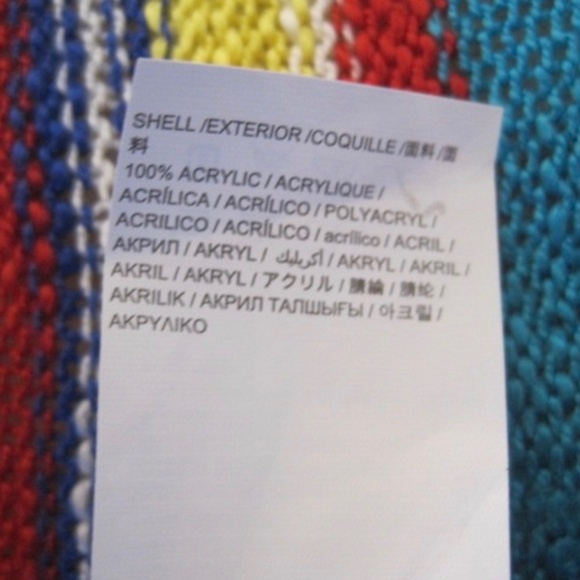 SHELL /EXTERIOR /COQUILLE /面料 /面
料
100% ACRYLIC / ACRYLIQUE /
ACRÍLICA / ACRÍLICO / POLYACRYL /
ACRILICO / ACRÍLICO / acrílico / ACRIL /
АКРИЛ / AKRYL / أكريليك / AKRYL / AKRIL /
AKRIL / AKRYL / アクリル / 腈綸 / 腈纶 /
AKRILIK / АКРИЛ ТАЛШЫҒЫ / 아크릴 /
ΑΚΡΥΛΙΚΟ